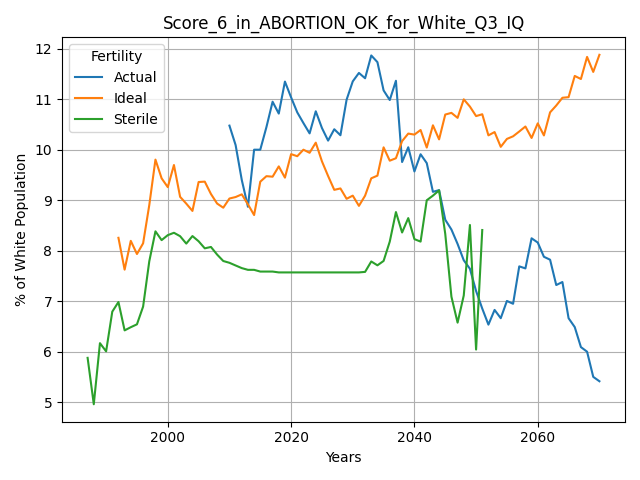 Score_6_in_ABORTION_OK_for_White_Q3_IQ
Fertility
Actual
Ideal
Sterile
% of White Population
12
11
10
9
8
7
6
5
2000 2020 2040 2060
Years